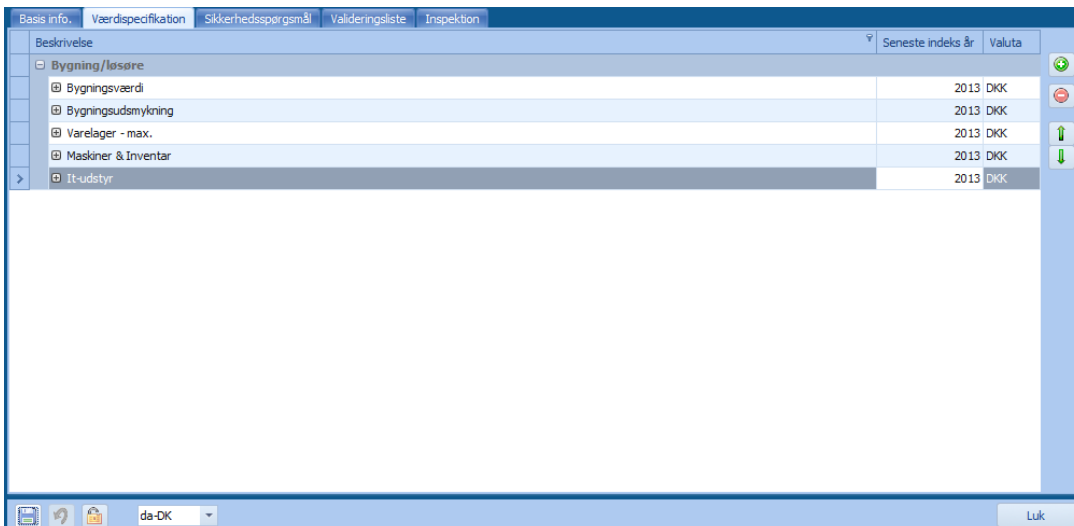 Basis info. Værdispecifikation Sikkerhedsspørgsmål Valideringsliste Inspektion
Beskrivelse Seneste indeks år Valuta
Bygning/løsøre
Bygningsværdi 2013 DKK
Bygningsudsmykning 2013 DKK
Varelager - max. 2013 DKK
Maskiner & Inventar 2013 DKK
It-udstyr 2013 DKK
da-DK Luk